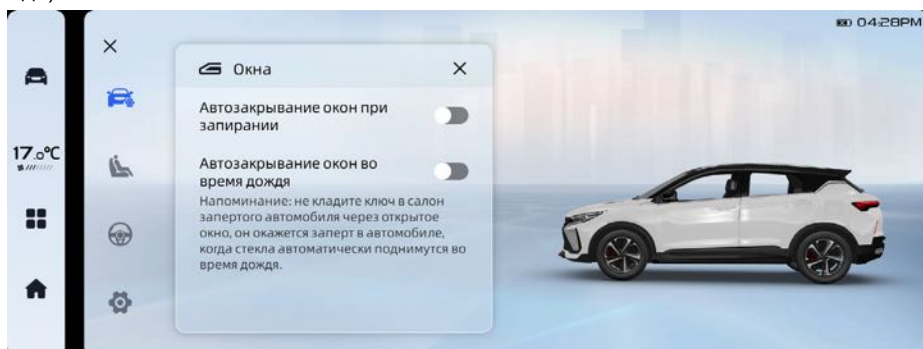 04:28PM
Окна
Автозакрывание окон при
запирании
17.0°C
Автозакрывание окон во
время дождя
Напоминание: не кладите ключ в салон
запертого автомобиля через открытое
окно, он окажется заперт в автомобиле,
когда стекла автоматически поднимутся во
время дождя.